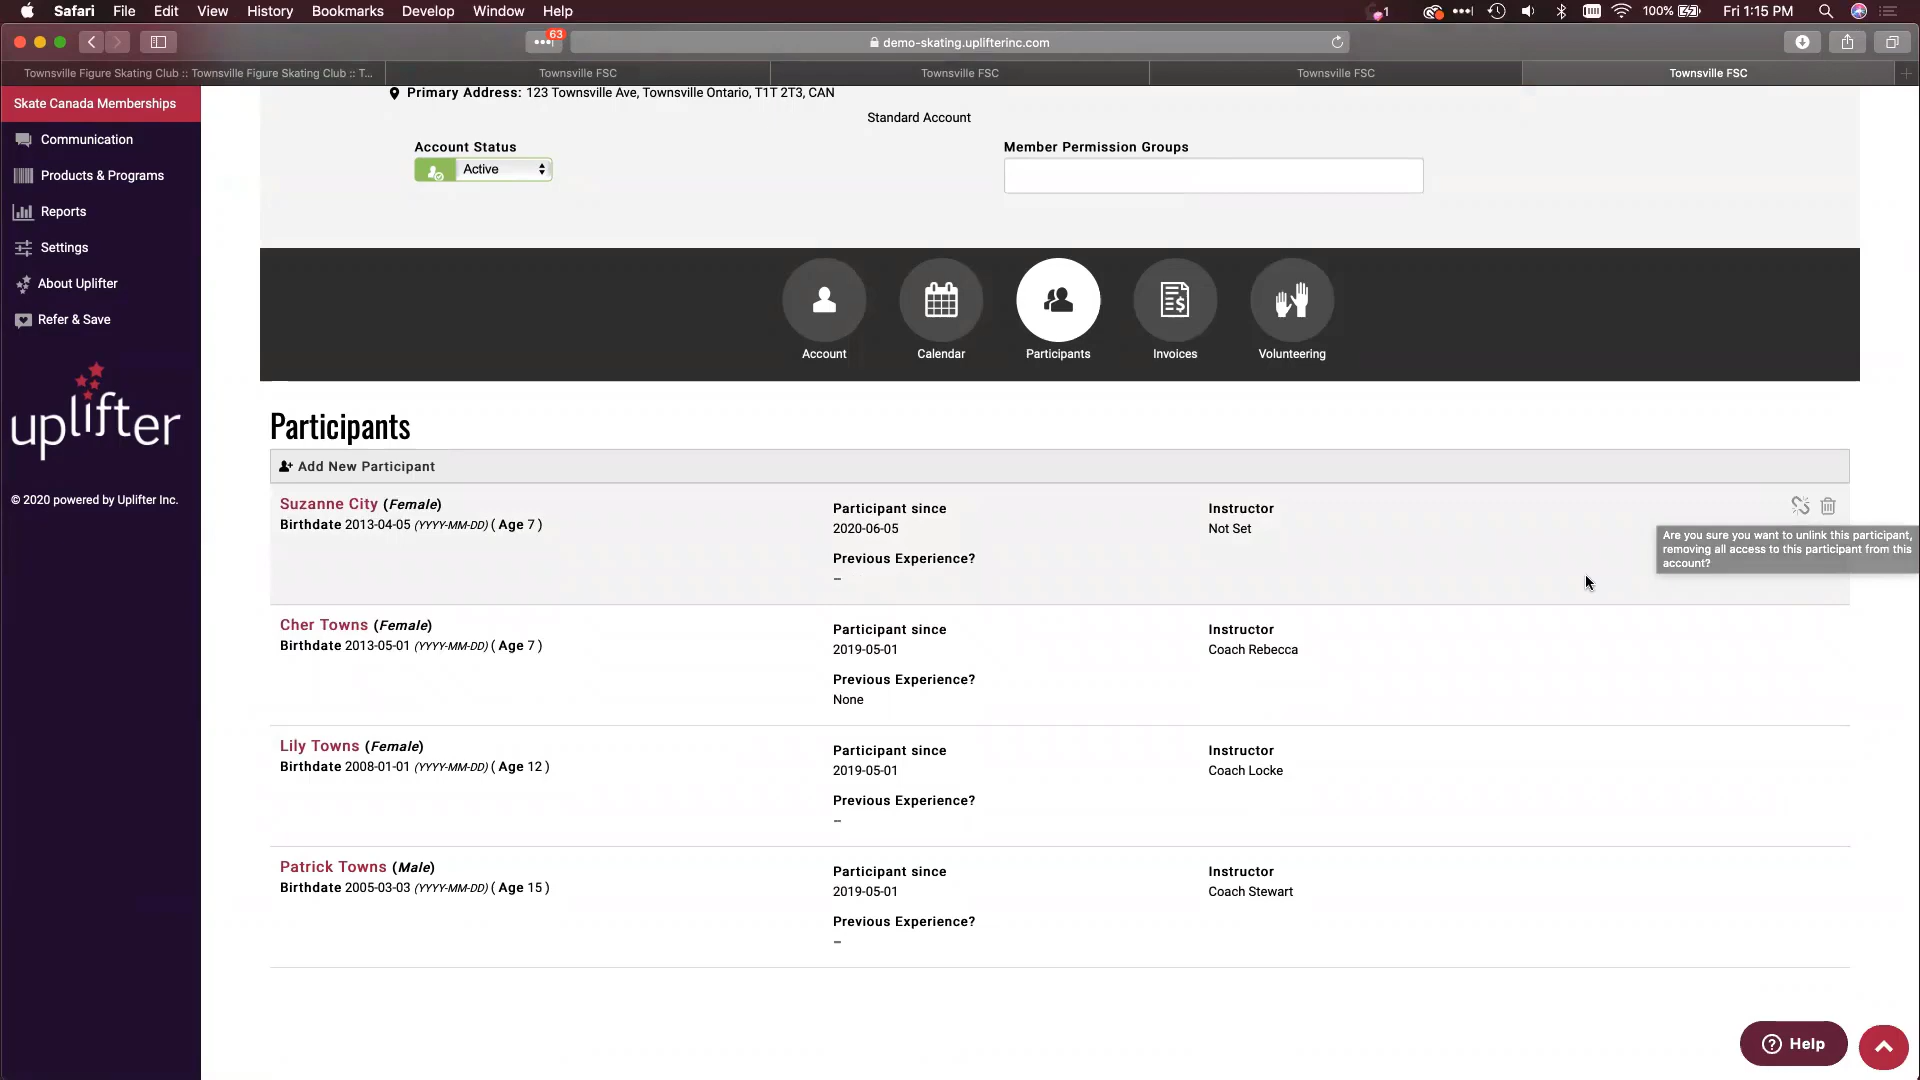 Safari File Edit View History Bookmarks Develop Window Help 1 100% Fri 1:15 PM
63 demo-skating.uplifterinc.com
Townsville Figure Skating Club :: Townsville Figure Skating Club :: T... Townsville FSC Townsville FSC Townsville FSC Townsville FSC
Skate Canada Memberships
Communication
Products & Programs
Reports
Settings
About Uplifter
Refer & Save
uplifter
© 2020 powered by Uplifter Inc.
Primary Address: 123 Townsville Ave, Townsville Ontario, T1T 2T3, CAN
Standard Account
Account Status
Active
Member Permission Groups
Account Calendar Participants Invoices Volunteering
Participants
Add New Participant
Suzanne City (Female)
Birthdate 2013-04-05 (YYYY-MM-DD) ( Age 7 )
Participant since
2020-06-05
Previous Experience?
–
Instructor
Not Set
Are you sure you want to unlink this participant,
removing all access to this participant from this
account?
Cher Towns (Female)
Birthdate 2013-05-01 (YYYY-MM-DD) ( Age 7 )
Participant since
2019-05-01
Previous Experience?
None
Instructor
Coach Rebecca
Lily Towns (Female)
Birthdate 2008-01-01 (YYYY-MM-DD) ( Age 12 )
Participant since
2019-05-01
Previous Experience?
–
Instructor
Coach Locke
Patrick Towns (Male)
Birthdate 2005-03-03 (YYYY-MM-DD) ( Age 15 )
Participant since
2019-05-01
Previous Experience?
–
Instructor
Coach Stewart
Help